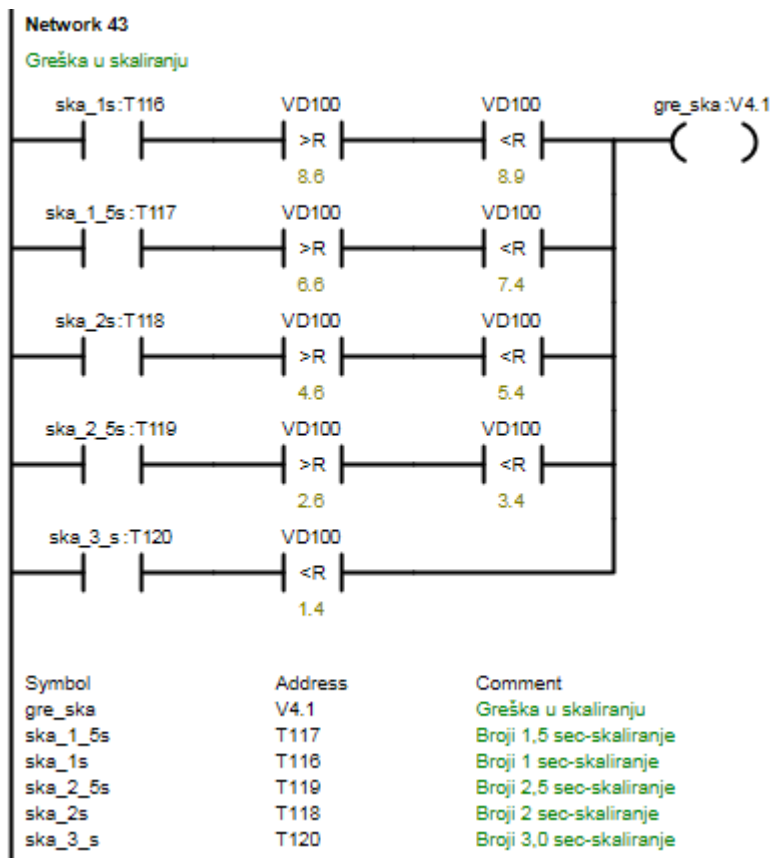 Network 43
Greška u skaliranju
ska_1s:T116 VD100 VD100 gre_ska:V4.1
>R <R
8.6 8.9
ska_1_5s:T117 VD100 VD100
>R <R
6.6 7.4
ska_2s:T118 VD100 VD100
>R <R
4.6 5.4
ska_2_5s:T119 VD100 VD100
>R <R
2.6 3.4
ska_3_s:T120 VD100
<R
1.4
Symbol Address Comment
gre_ska V4.1 Greška u skaliranju
ska_1_5s T117 Broji 1,5 sec-skaliranje
ska_1s T116 Broji 1 sec-skaliranje
ska_2_5s T119 Broji 2,5 sec-skaliranje
ska_2s T118 Broji 2 sec-skaliranje
ska_3_s T120 Broji 3,0 sec-skaliranje